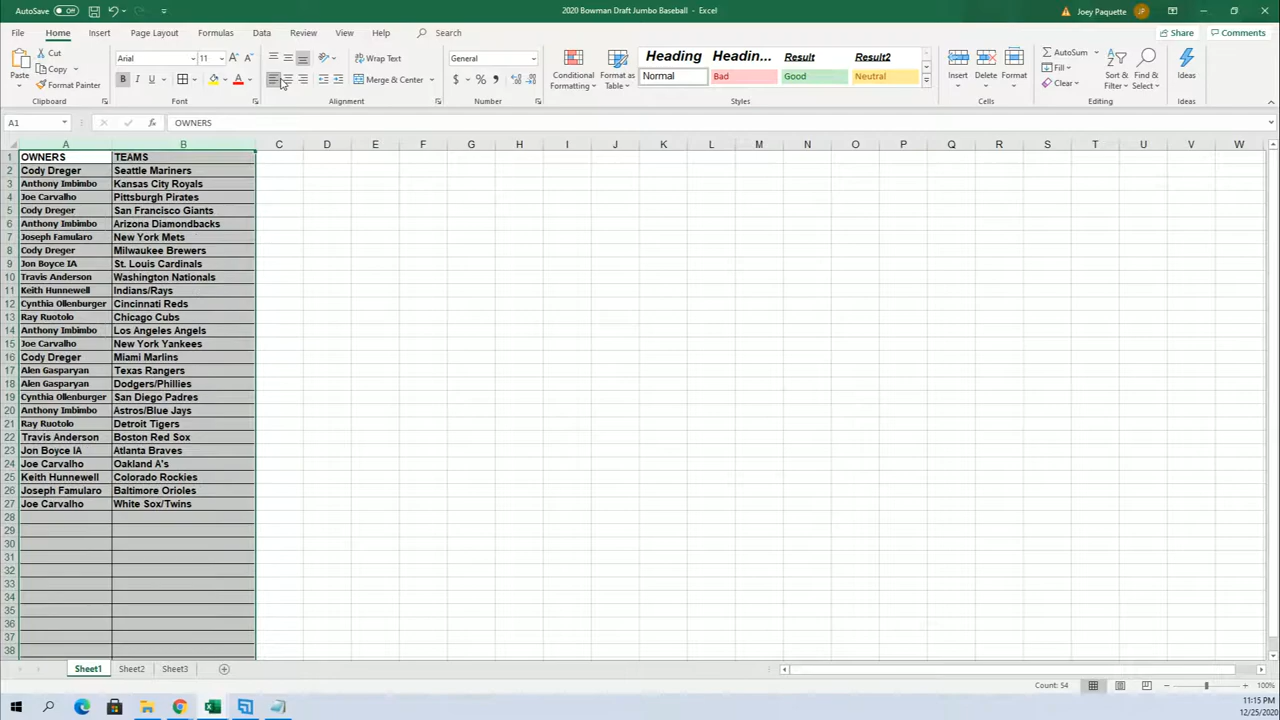 AutoSave Off 2020 Bowman Draft Jumbo Baseball - Excel Joey Paquette JP
File Home Insert Page Layout Formulas Data Review View Help Search Share Comments
Paste Cut Copy Format Painter Clipboard
Arial 11 B I U Font
Wrap Text Merge & Center Alignment
General $ % Number
Conditional Formatting Format as Table
Heading Headin... Result Result2
Normal Bad Good Neutral
Styles
Insert Delete Format Cells
AutoSum Fill Clear Sort & Filter Find & Select Editing
Ideas Ideas
A1 fx OWNERS
A B C D E F G H I J K L M N O P Q R S T U V W
1 OWNERS TEAMS
2 Cody Dreger Seattle Mariners
3 Anthony Imbimbo Kansas City Royals
4 Joe Carvalho Pittsburgh Pirates
5 Cody Dreger San Francisco Giants
6 Anthony Imbimbo Arizona Diamondbacks
7 Joseph Famularo New York Mets
8 Cody Dreger Milwaukee Brewers
9 Jon Boyce IA St. Louis Cardinals
10 Travis Anderson Washington Nationals
11 Keith Hunnewell Indians/Rays
12 Cynthia Ollenburger Cincinnati Reds
13 Ray Ruotolo Chicago Cubs
14 Anthony Imbimbo Los Angeles Angels
15 Joe Carvalho New York Yankees
16 Cody Dreger Miami Marlins
17 Alen Gasparyan Texas Rangers
18 Alen Gasparyan Dodgers/Phillies
19 Cynthia Ollenburger San Diego Padres
20 Anthony Imbimbo Astros/Blue Jays
21 Ray Ruotolo Detroit Tigers
22 Travis Anderson Boston Red Sox
23 Jon Boyce IA Atlanta Braves
24 Joe Carvalho Oakland A's
25 Keith Hunnewell Colorado Rockies
26 Joseph Famularo Baltimore Orioles
27 Joe Carvalho White Sox/Twins
28
29
30
31
32
33
34
35
36
37
38
Sheet1 Sheet2 Sheet3
Count: 54 100%
11:15 PM
12/25/2020